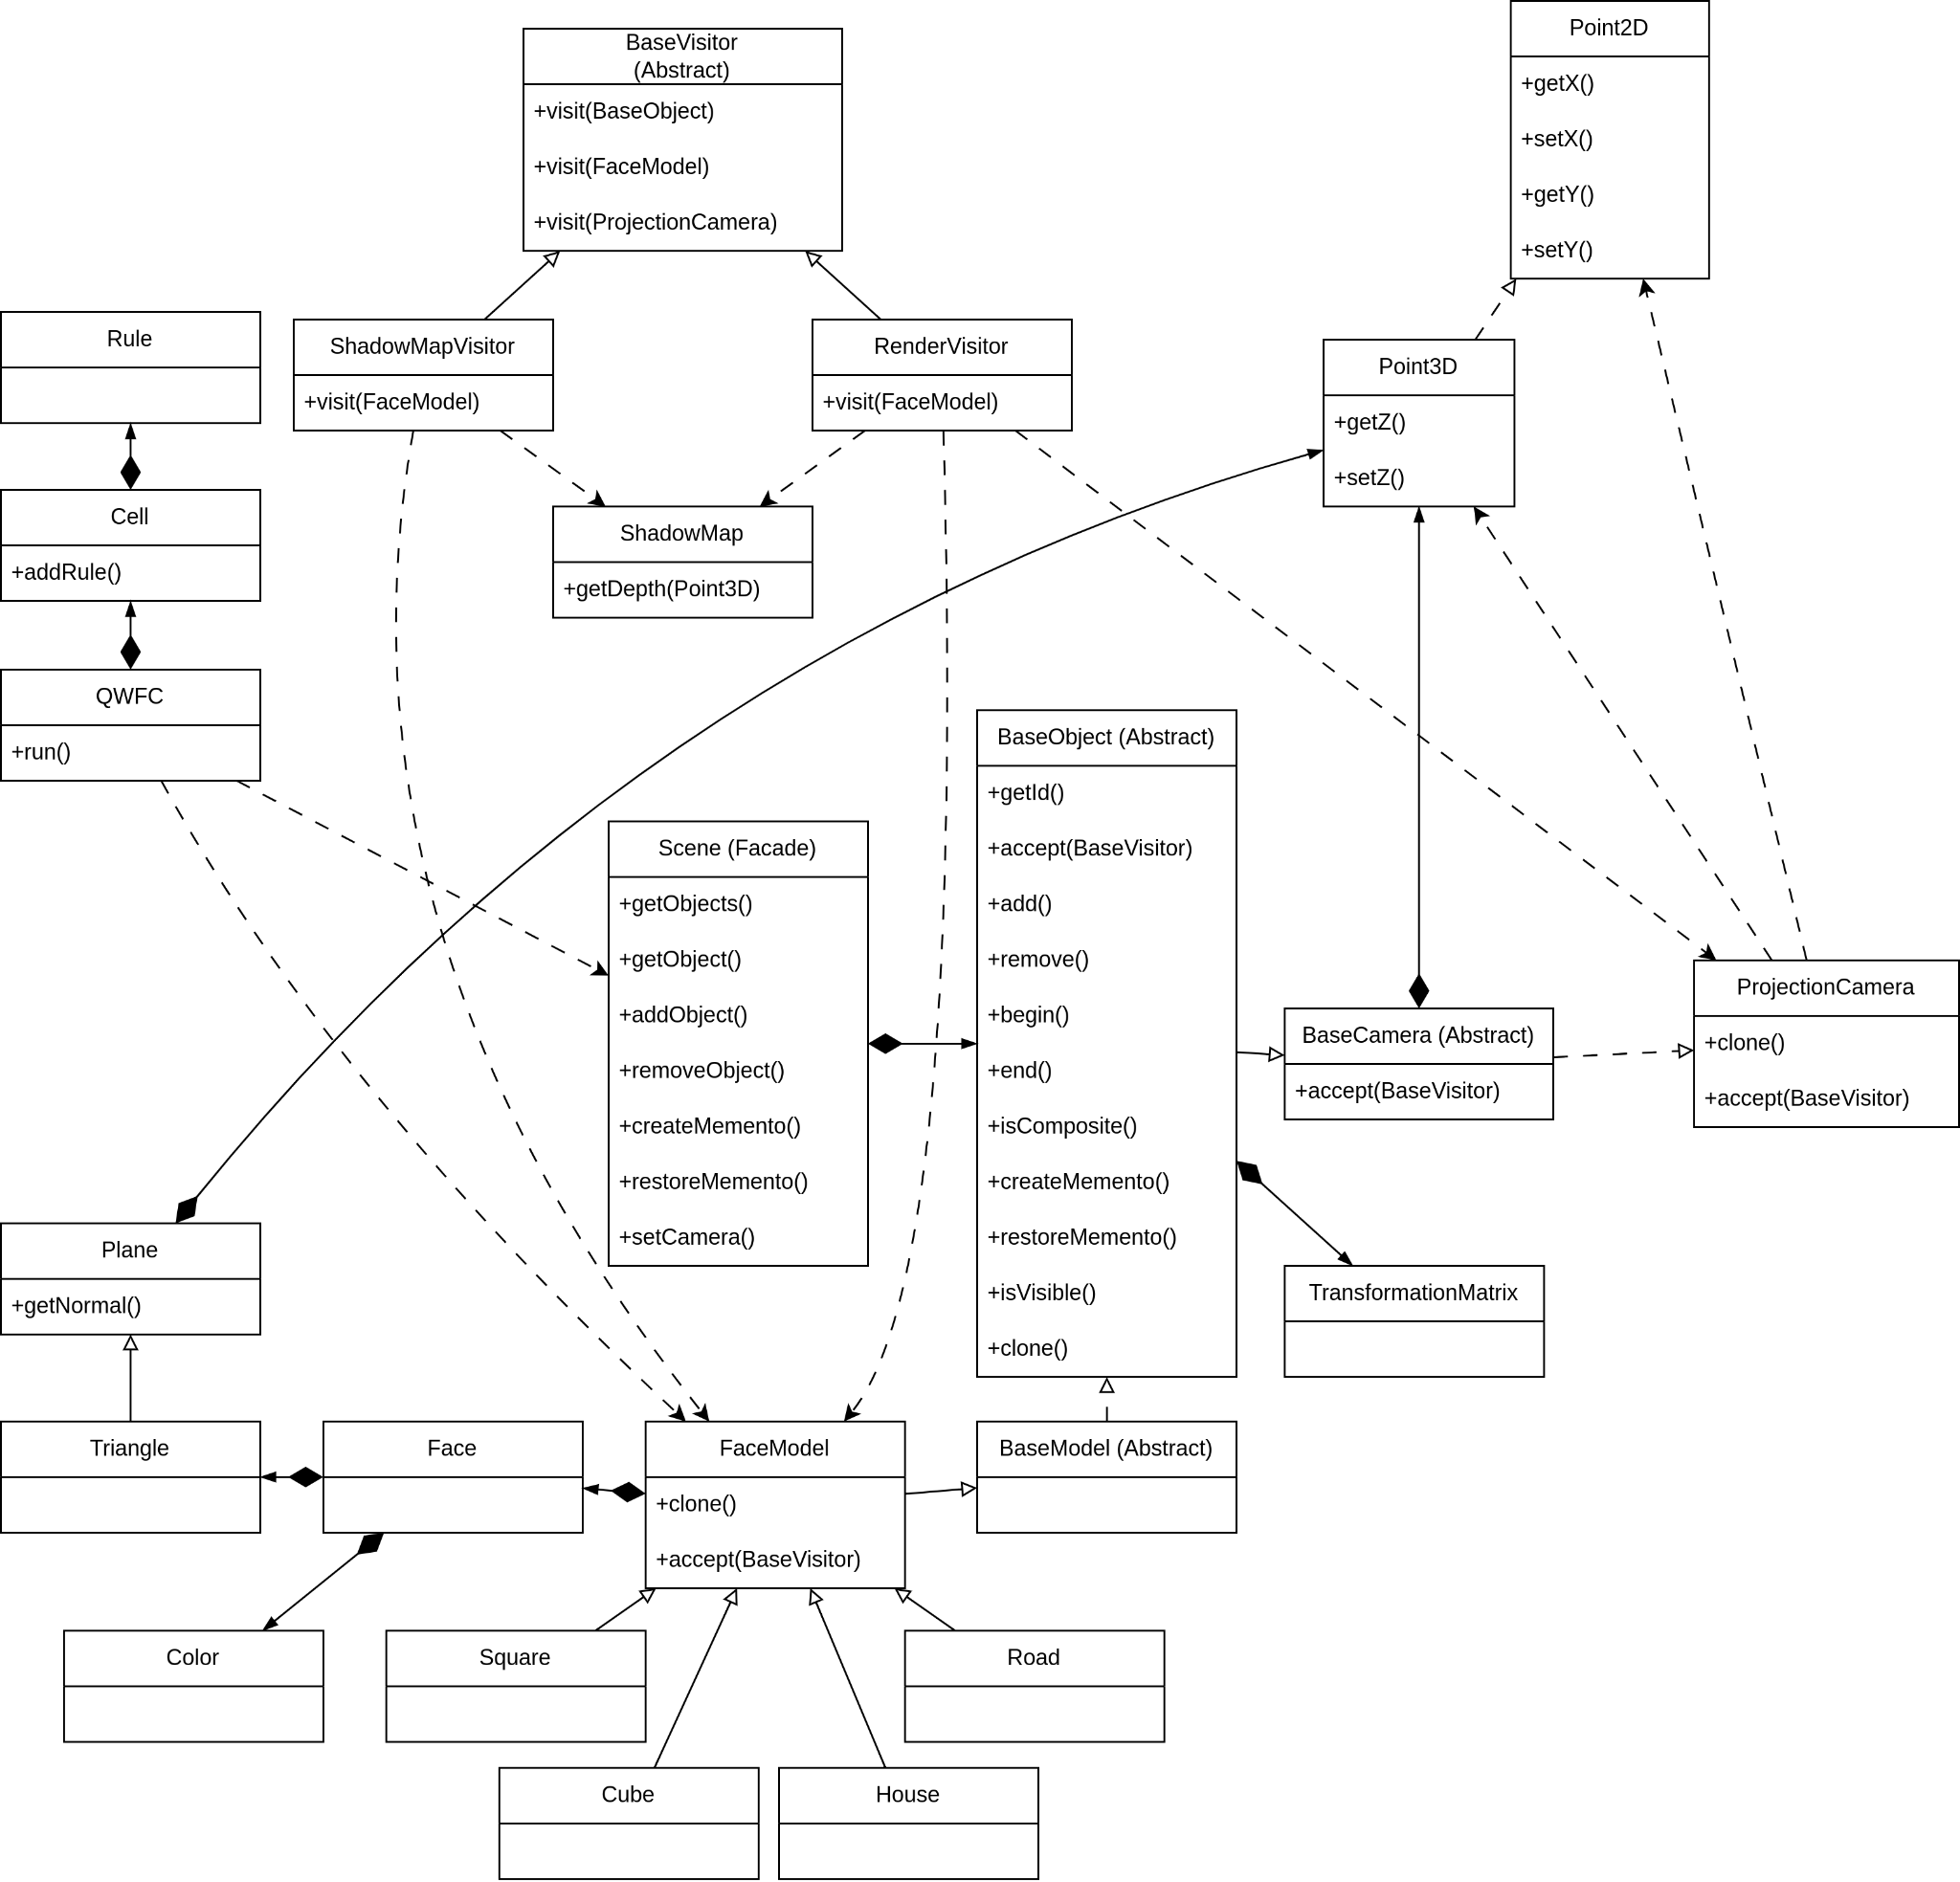 BaseVisitor
(Abstract)
+visit(BaseObject)
+visit(FaceModel)
+visit(ProjectionCamera)
Point2D
+getX()
+setX()
+getY()
+setY()
Rule
ShadowMapVisitor
+visit(FaceModel)
RenderVisitor
+visit(FaceModel)
Point3D
+getZ()
+setZ()
Cell
+addRule()
ShadowMap
+getDepth(Point3D)
QWFC
+run()
Scene (Facade)
+getObjects()
+getObject()
+addObject()
+removeObject()
+createMemento()
+restoreMemento()
+setCamera()
BaseObject (Abstract)
+getId()
+accept(BaseVisitor)
+add()
+remove()
+begin()
+end()
+isComposite()
+createMemento()
+restoreMemento()
+isVisible()
+clone()
BaseCamera (Abstract)
+accept(BaseVisitor)
ProjectionCamera
+clone()
+accept(BaseVisitor)
Plane
+getNormal()
TransformationMatrix
Triangle
Face
FaceModel
+clone()
+accept(BaseVisitor)
BaseModel (Abstract)
Color
Square
Road
Cube
House